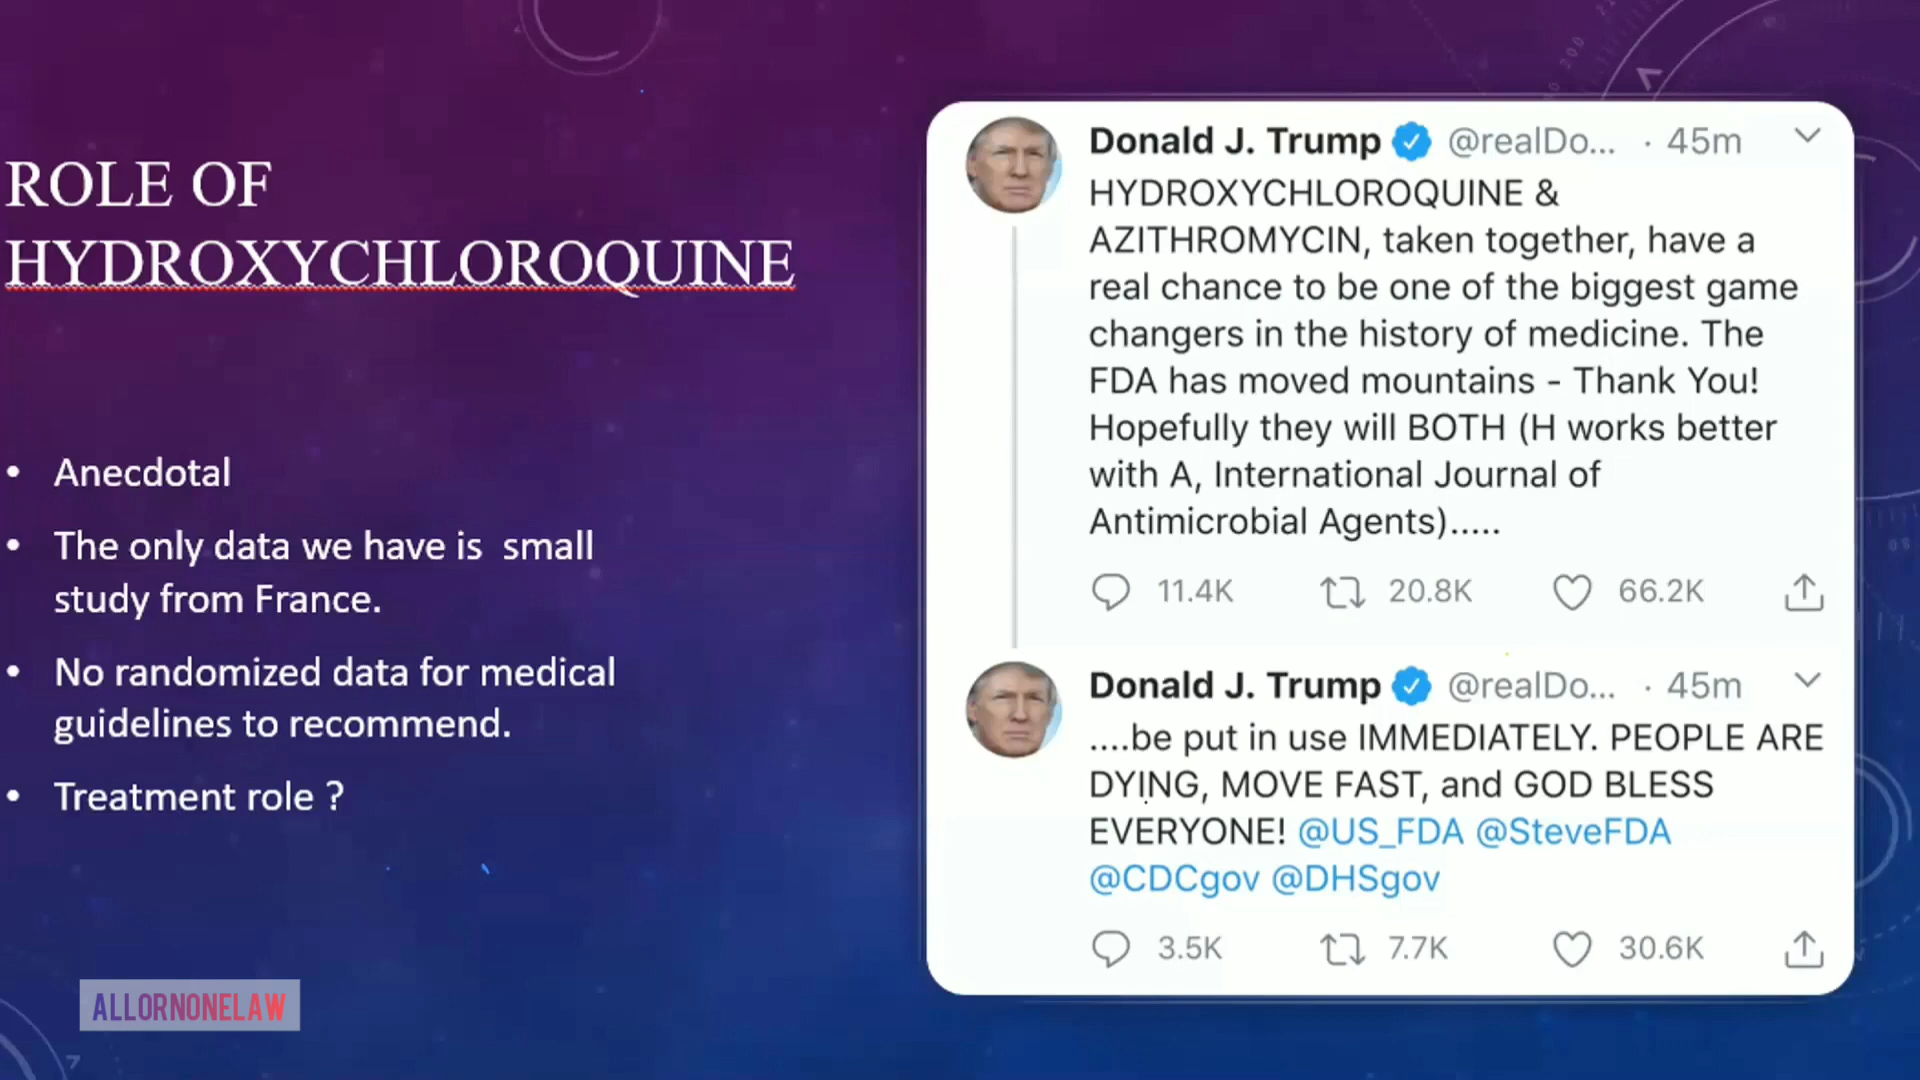 ROLE OF
HYDROXYCHLOROQUINE
• Anecdotal
• The only data we have is  small
study from France.
• No randomized data for medical
guidelines to recommend.
• Treatment role ?
ALLORNONELAW
Donald J. Trump @realDo... · 45m
HYDROXYCHLOROQUINE &
AZITHROMYCIN, taken together, have a
real chance to be one of the biggest game
changers in the history of medicine. The
FDA has moved mountains - Thank You!
Hopefully they will BOTH (H works better
with A, International Journal of
Antimicrobial Agents).....
11.4K 20.8K 66.2K
Donald J. Trump @realDo... · 45m
....be put in use IMMEDIATELY. PEOPLE ARE
DYING, MOVE FAST, and GOD BLESS
EVERYONE! @US_FDA @SteveFDA
@CDCgov @DHSgov
3.5K 7.7K 30.6K